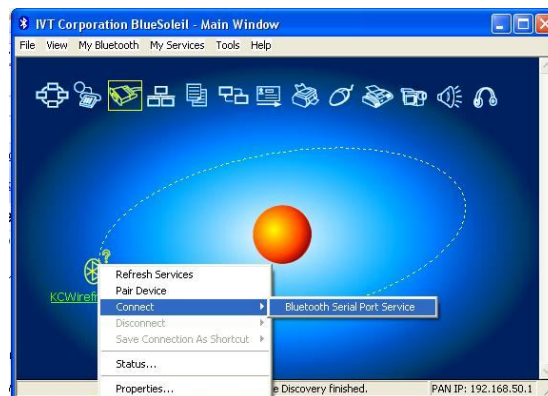 IVT Corporation BlueSoleil - Main Window
File View My Bluetooth My Services Tools Help
KCWirefr
Refresh Services
Pair Device
Connect
Bluetooth Serial Port Service
Disconnect
Save Connection As Shortcut
Status...
Properties...
e Discovery finished.
PAN IP: 192.168.50.1